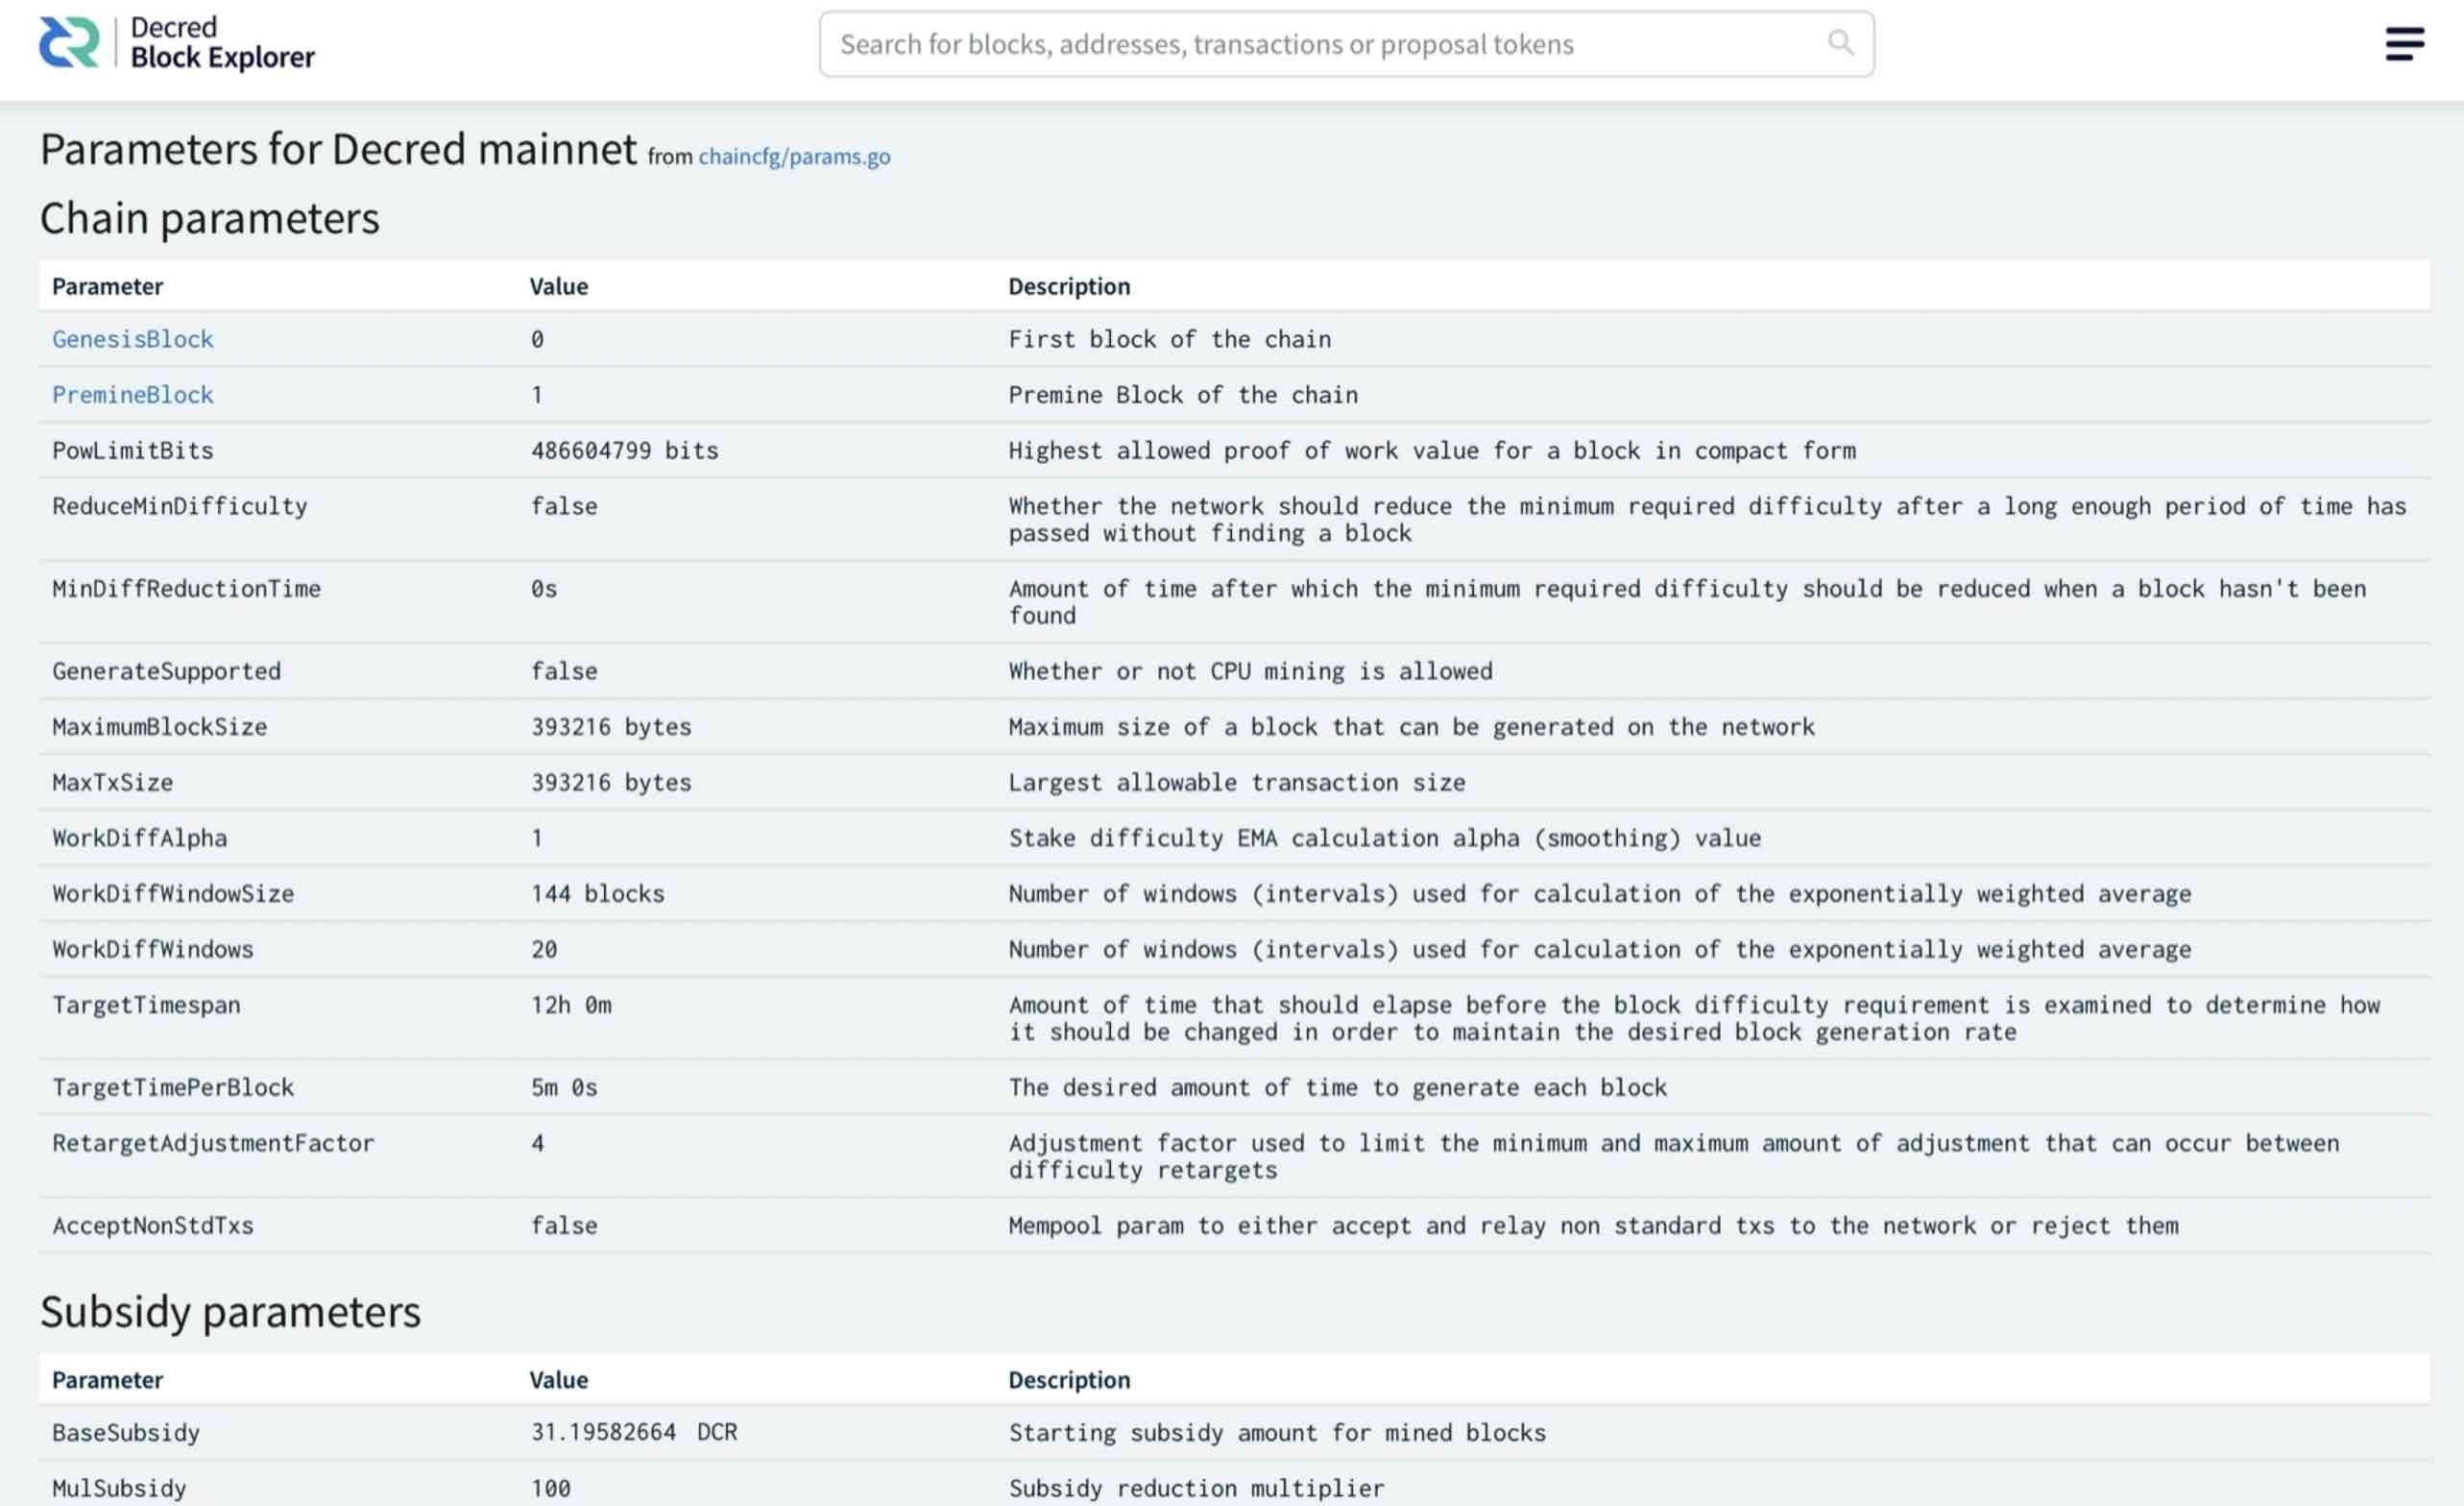 Decred
Block Explorer
Search for blocks, addresses, transactions or proposal tokens
Parameters for Decred mainnet from chaincfg/params.go
Chain parameters
Parameter Value Description
GenesisBlock 0 First block of the chain
PremineBlock 1 Premine Block of the chain
PowLimitBits 486604799 bits Highest allowed proof of work value for a block in compact form
ReduceMinDifficulty false Whether the network should reduce the minimum required difficulty after a long enough period of time has
passed without finding a block
MinDiffReductionTime 0s Amount of time after which the minimum required difficulty should be reduced when a block hasn't been
found
GenerateSupported false Whether or not CPU mining is allowed
MaximumBlockSize 393216 bytes Maximum size of a block that can be generated on the network
MaxTxSize 393216 bytes Largest allowable transaction size
WorkDiffAlpha 1 Stake difficulty EMA calculation alpha (smoothing) value
WorkDiffWindowSize 144 blocks Number of windows (intervals) used for calculation of the exponentially weighted average
WorkDiffWindows 20 Number of windows (intervals) used for calculation of the exponentially weighted average
TargetTimespan 12h 0m Amount of time that should elapse before the block difficulty requirement is examined to determine how
it should be changed in order to maintain the desired block generation rate
TargetTimePerBlock 5m 0s The desired amount of time to generate each block
RetargetAdjustmentFactor 4 Adjustment factor used to limit the minimum and maximum amount of adjustment that can occur between
difficulty retargets
AcceptNonStdTxs false Mempool param to either accept and relay non standard txs to the network or reject them
Subsidy parameters
Parameter Value Description
BaseSubsidy 31.19582664 DCR Starting subsidy amount for mined blocks
MulSubsidy 100 Subsidy reduction multiplier